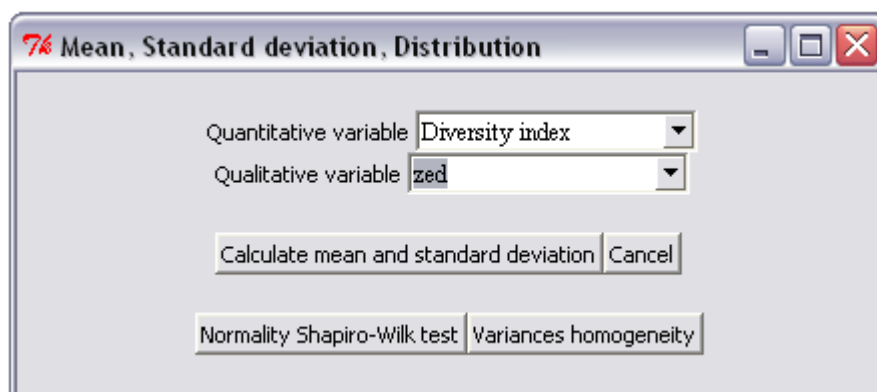 Mean, Standard deviation, Distribution
Quantitative variable Diversity index
Qualitative variable zed
Calculate mean and standard deviation Cancel
Normality Shapiro-Wilk test Variances homogeneity